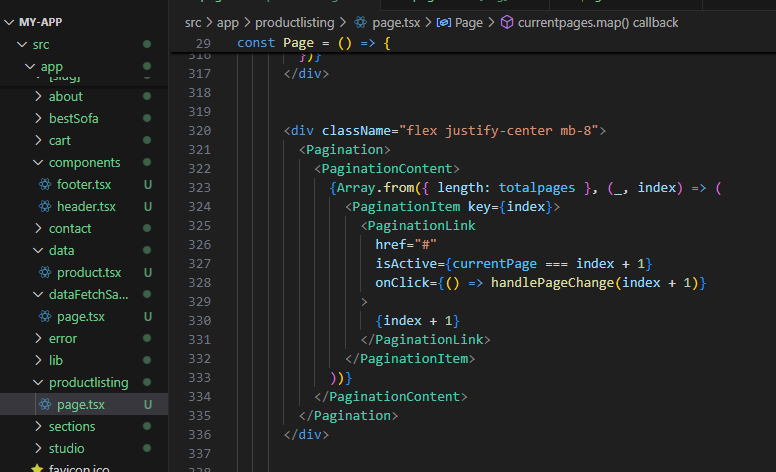 MY-APP
src
app
[slug]
about
bestSofa
cart
components
footer.tsx U
header.tsx U
contact
data
product.tsx U
dataFetchSa...
page.tsx U
error
lib
productlisting
page.tsx U
sections
studio
favicon.ico
src > app > productlisting > page.tsx > Page > currentpages.map() callback
29 const Page = () => {
316 })}
317 </div>
318
319
320 <div className="flex justify-center mb-8">
321 <Pagination>
322 <PaginationContent>
323 {Array.from({ length: totalpages }, (_, index) => (
324 <PaginationItem key={index}>
325 <PaginationLink
326 href="#"
327 isActive={currentPage === index + 1}
328 onClick={() => handlePageChange(index + 1)}
329 >
330 {index + 1}
331 </PaginationLink>
332 </PaginationItem>
333 ))}
334 </PaginationContent>
335 </Pagination>
336 </div>
337